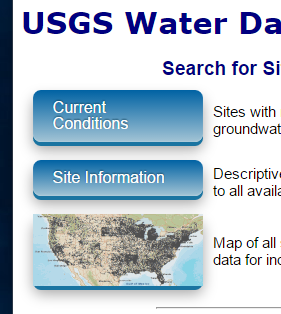 USGS Water Da
Search for Si
Current
Conditions
Sites with
groundwat
Site Information
Descriptive
to all availa
Map of all
data for inc